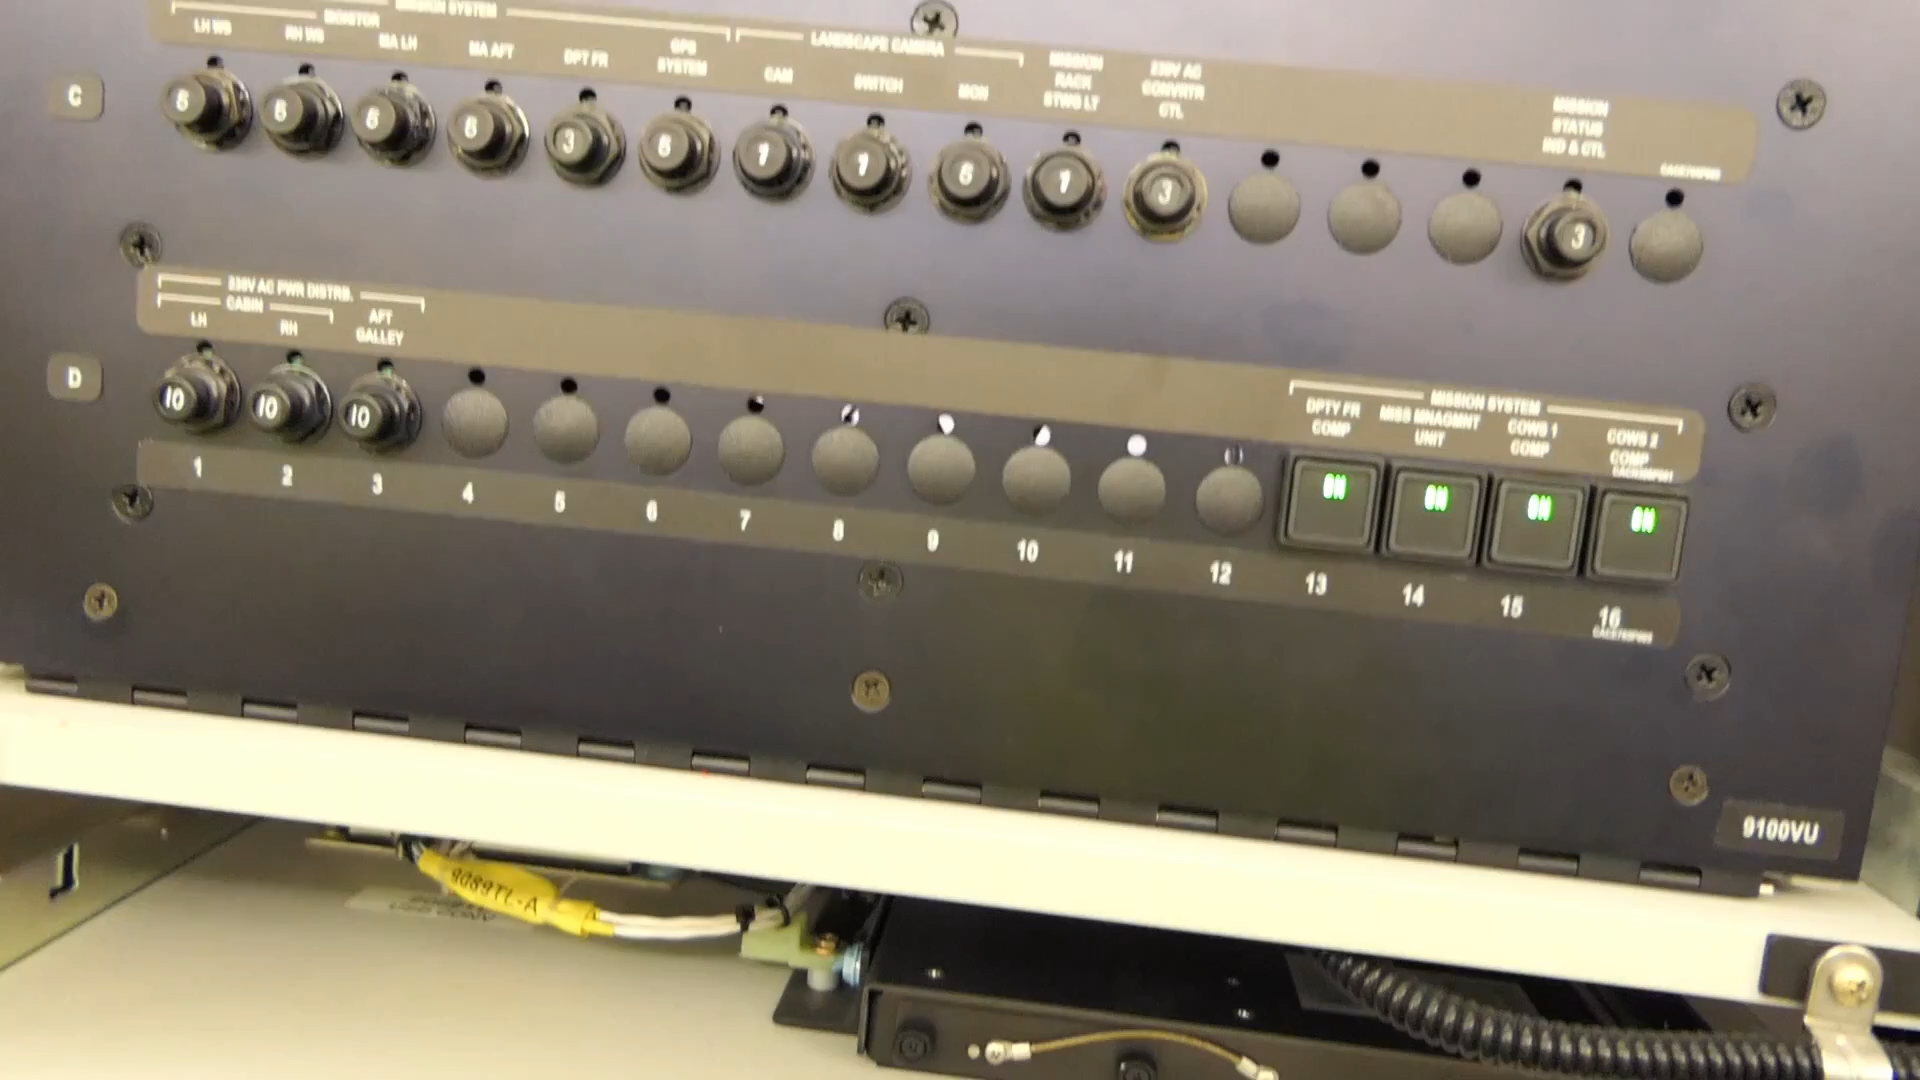 MISSION SYSTEM
MONITOR
LH WS
RH WS
MA LH
MA AFT
DPT FR
GPS
SYSTEM
LANDSCAPE CAMERA
CAM
SWITCH
MON
MISSION
RACK
STWG LT
230V AC
CONVRTR
CTL
MISSION
STATUS
IND & CTL
C
5
5
5
5
3
5
1
1
5
1
3
3
230V AC PWR DISTRB.
CABIN
LH
RH
AFT
GALLEY
MISSION SYSTEM
DPTY FR
COMP
MISS MNAGMNT
UNIT
COWS 1
COMP
COWS 2
COMP
D
10
10
10
ON
ON
ON
ON
1
2
3
4
5
6
7
8
9
10
11
12
13
14
15
16
9100VU
9089TL-A